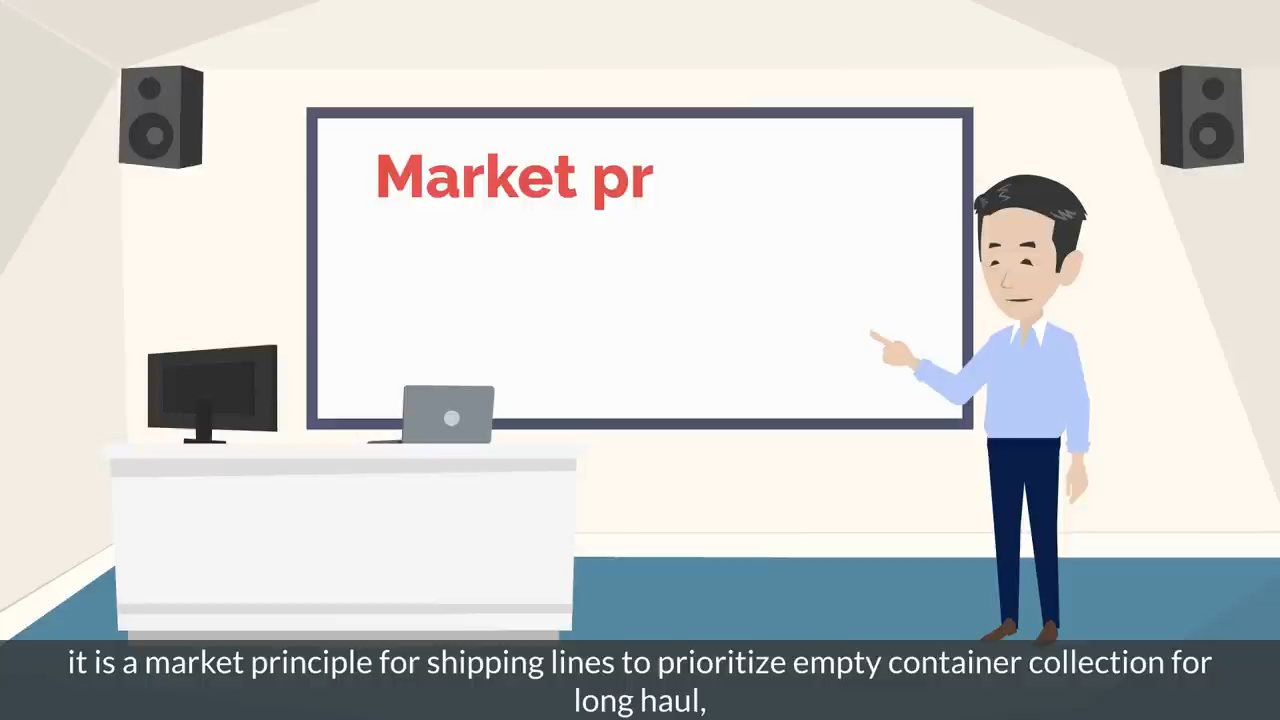 Market pr
it is a market principle for shipping lines to prioritize empty container collection for
long haul,